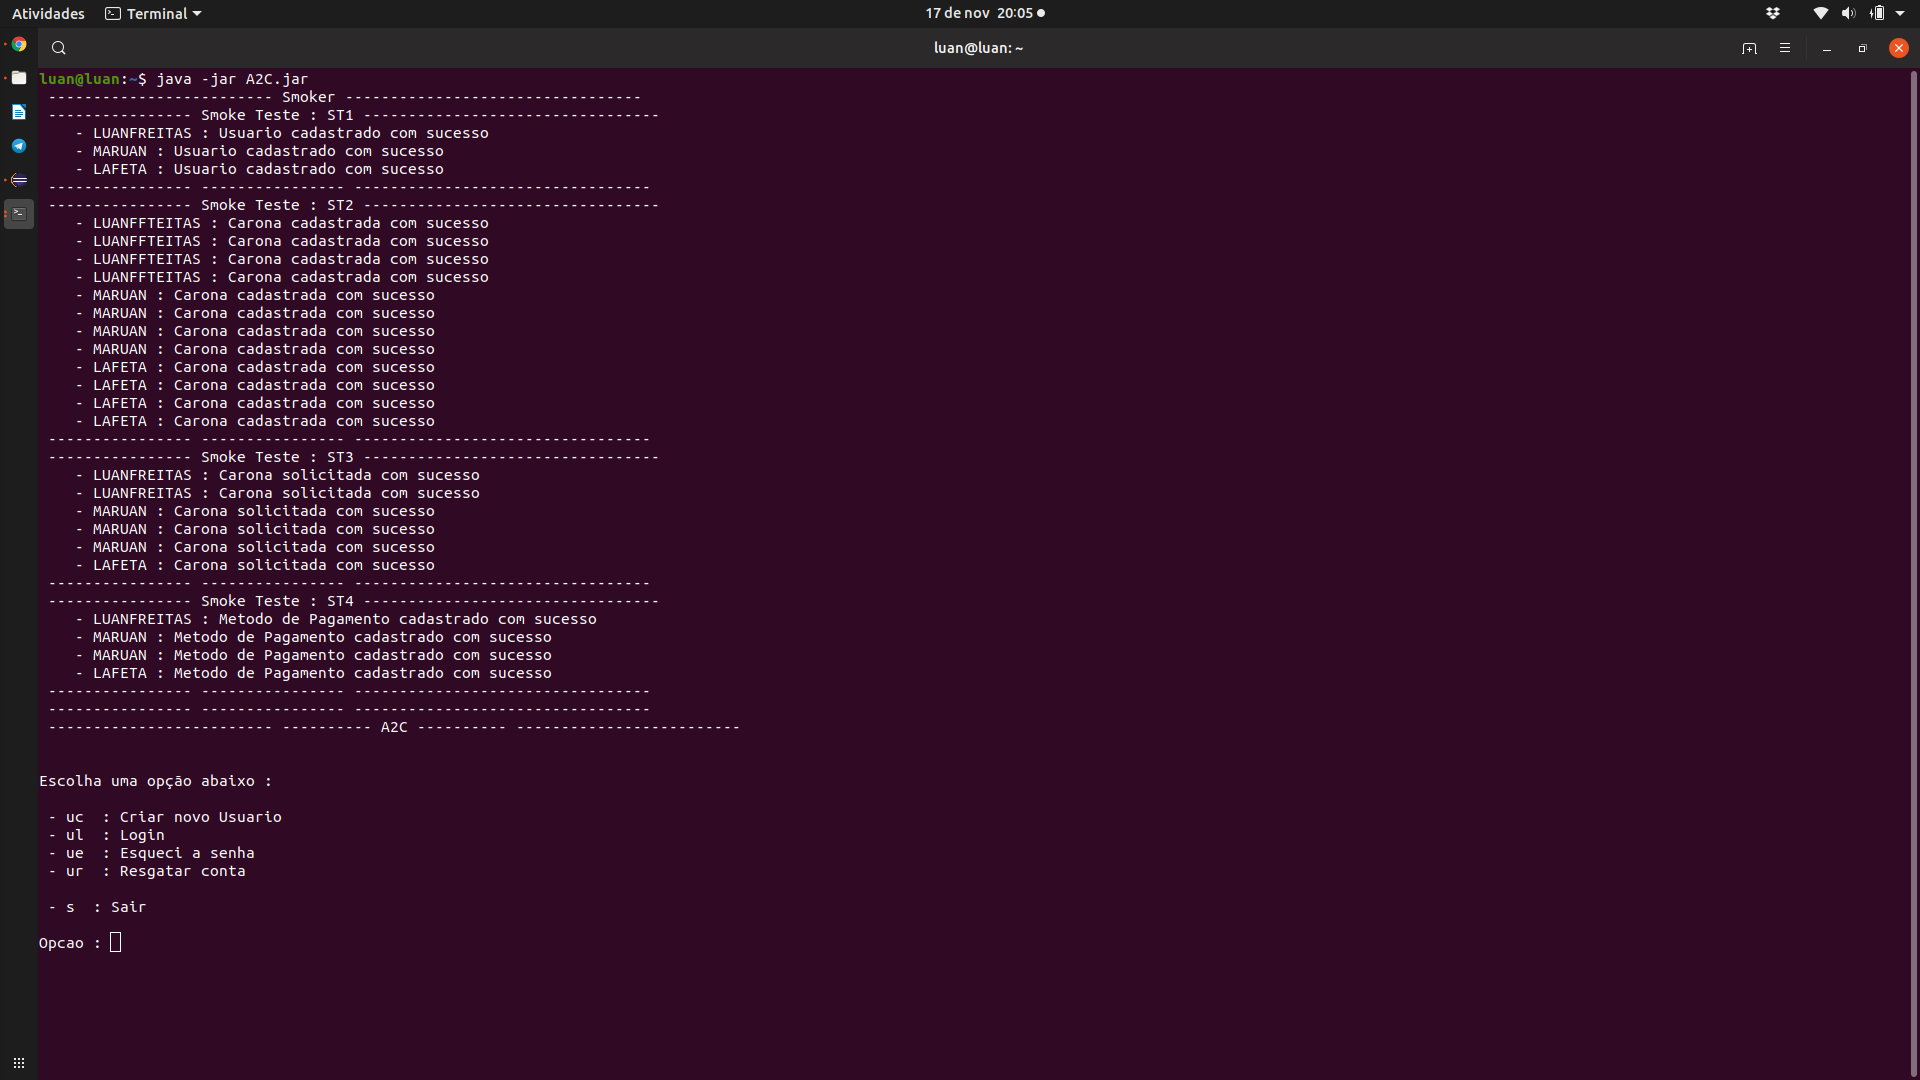 Atividades Terminal 17 de nov 20:05
luan@luan: ~
luan@luan:~$ java -jar A2C.jar
------------------------- Smoker ---------------------------------
---------------- Smoke Teste : ST1 ---------------------------------
- LUANFREITAS : Usuario cadastrado com sucesso
- MARUAN : Usuario cadastrado com sucesso
- LAFETA : Usuario cadastrado com sucesso
---------------- ---------------- ---------------------------------
---------------- Smoke Teste : ST2 ---------------------------------
- LUANFFTEITAS : Carona cadastrada com sucesso
- LUANFFTEITAS : Carona cadastrada com sucesso
- LUANFFTEITAS : Carona cadastrada com sucesso
- LUANFFTEITAS : Carona cadastrada com sucesso
- MARUAN : Carona cadastrada com sucesso
- MARUAN : Carona cadastrada com sucesso
- MARUAN : Carona cadastrada com sucesso
- MARUAN : Carona cadastrada com sucesso
- LAFETA : Carona cadastrada com sucesso
- LAFETA : Carona cadastrada com sucesso
- LAFETA : Carona cadastrada com sucesso
- LAFETA : Carona cadastrada com sucesso
---------------- ---------------- ---------------------------------
---------------- Smoke Teste : ST3 ---------------------------------
- LUANFREITAS : Carona solicitada com sucesso
- LUANFREITAS : Carona solicitada com sucesso
- MARUAN : Carona solicitada com sucesso
- MARUAN : Carona solicitada com sucesso
- MARUAN : Carona solicitada com sucesso
- LAFETA : Carona solicitada com sucesso
---------------- ---------------- ---------------------------------
---------------- Smoke Teste : ST4 ---------------------------------
- LUANFREITAS : Metodo de Pagamento cadastrado com sucesso
- MARUAN : Metodo de Pagamento cadastrado com sucesso
- MARUAN : Metodo de Pagamento cadastrado com sucesso
- LAFETA : Metodo de Pagamento cadastrado com sucesso
---------------- ---------------- ---------------------------------
---------------- ---------------- ---------------------------------
------------------------- ---------- A2C ---------- -------------------------
Escolha uma opção abaixo :
- uc : Criar novo Usuario
- ul : Login
- ue : Esqueci a senha
- ur : Resgatar conta
- s : Sair
Opcao :